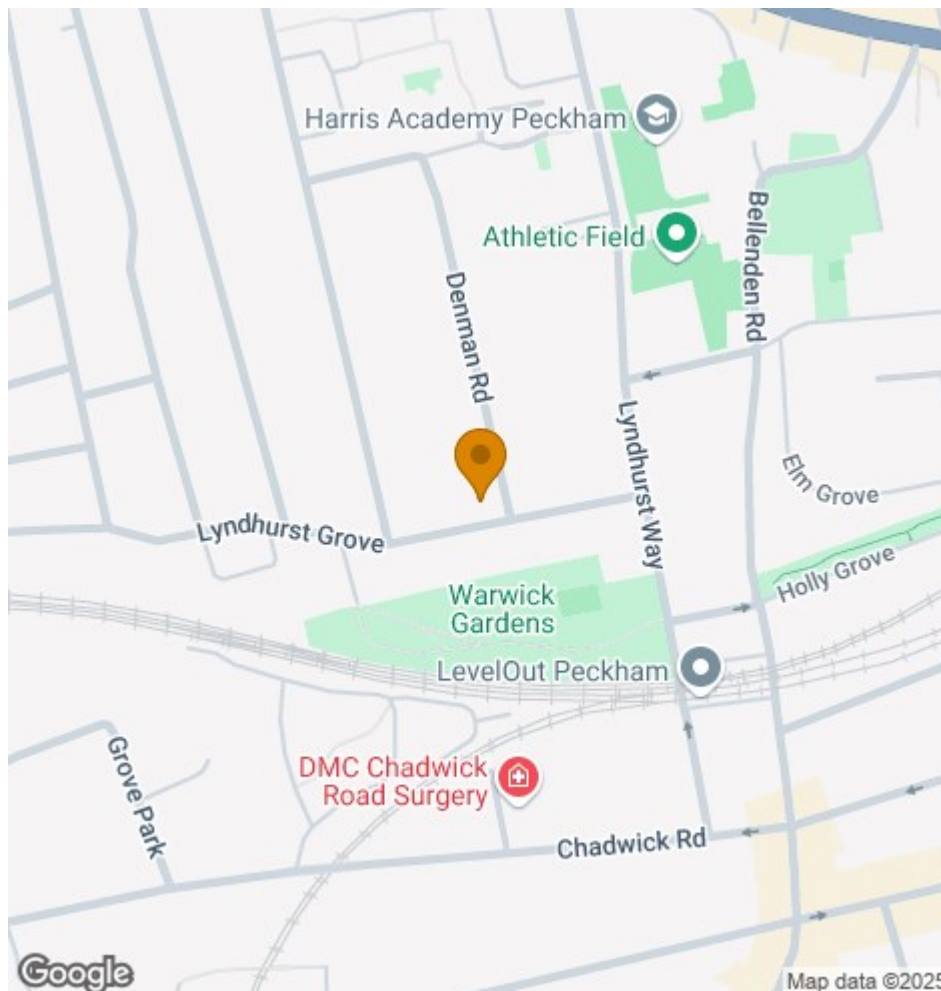 Harris Academy Peckham
Athletic Field
Bellenden Rd
Denman Rd
Lyndhurst Way
Elm Grove
Lyndhurst Grove
Holly Grove
Warwick
Gardens
LevelOut Peckham
DMC Chadwick
Road Surgery
Grove Park
Chadwick Rd
Google
Map data ©2025